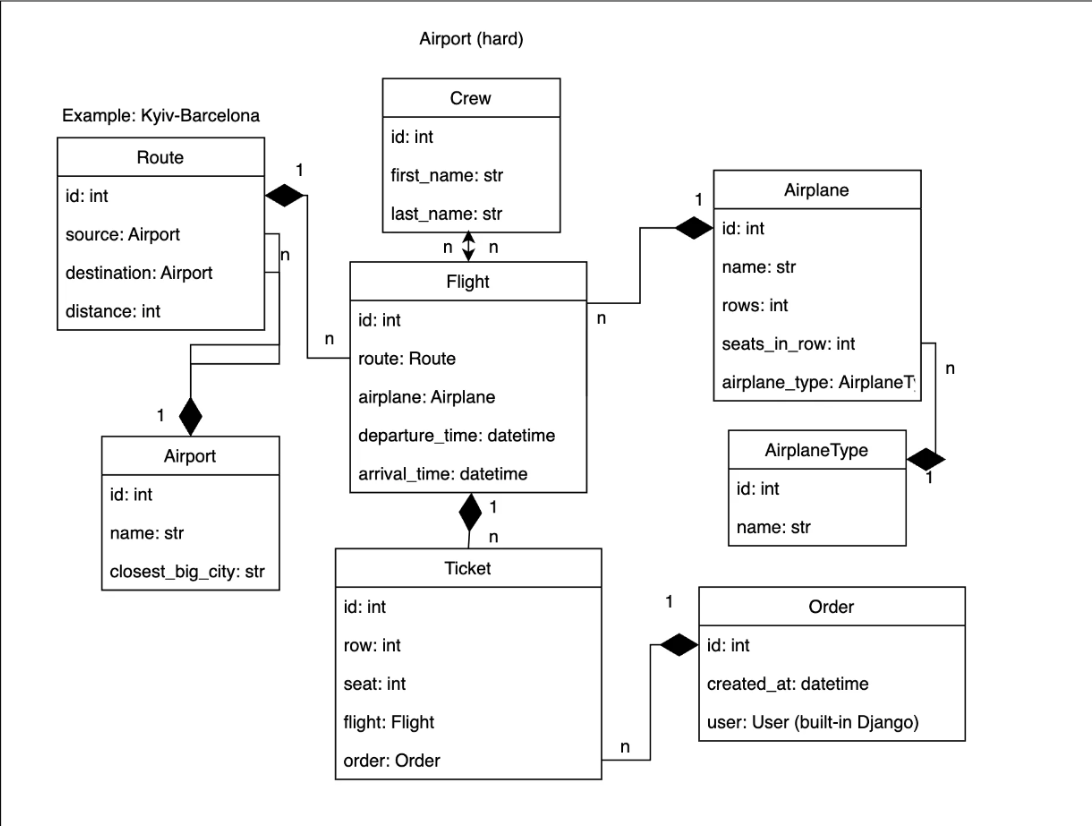 Airport (hard)
Example: Kyiv-Barcelona
Route
id: int
source: Airport
destination: Airport
distance: int
1
n
n
1
Airport
id: int
name: str
closest_big_city: str
Crew
id: int
first_name: str
last_name: str
n n
Flight
id: int
route: Route
airplane: Airplane
departure_time: datetime
arrival_time: datetime
1
n
Ticket
id: int
row: int
seat: int
flight: Flight
order: Order
1
n
Airplane
id: int
name: str
rows: int
seats_in_row: int
airplane_type: AirplaneTy
n
1
AirplaneType
id: int
name: str
1
n
Order
id: int
created_at: datetime
user: User (built-in Django)